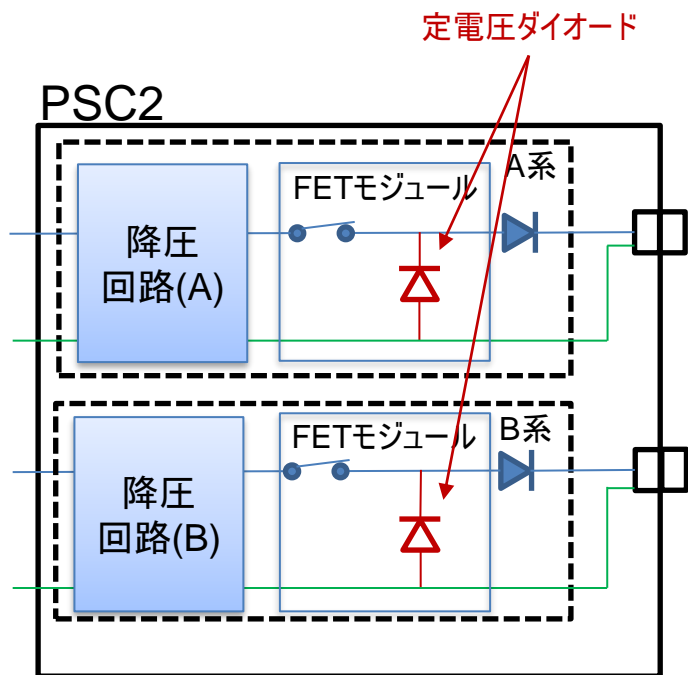 定電圧ダイオード
PSC2
A系
FETモジュール
降圧
回路(A)
B系
FETモジュール
降圧
回路(B)